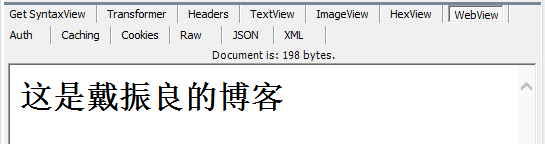 Get SyntaxView Transformer Headers TextView ImageView HexView WebView
Auth Caching Cookies Raw JSON XML
Document is: 198 bytes.
这是戴振良的博客